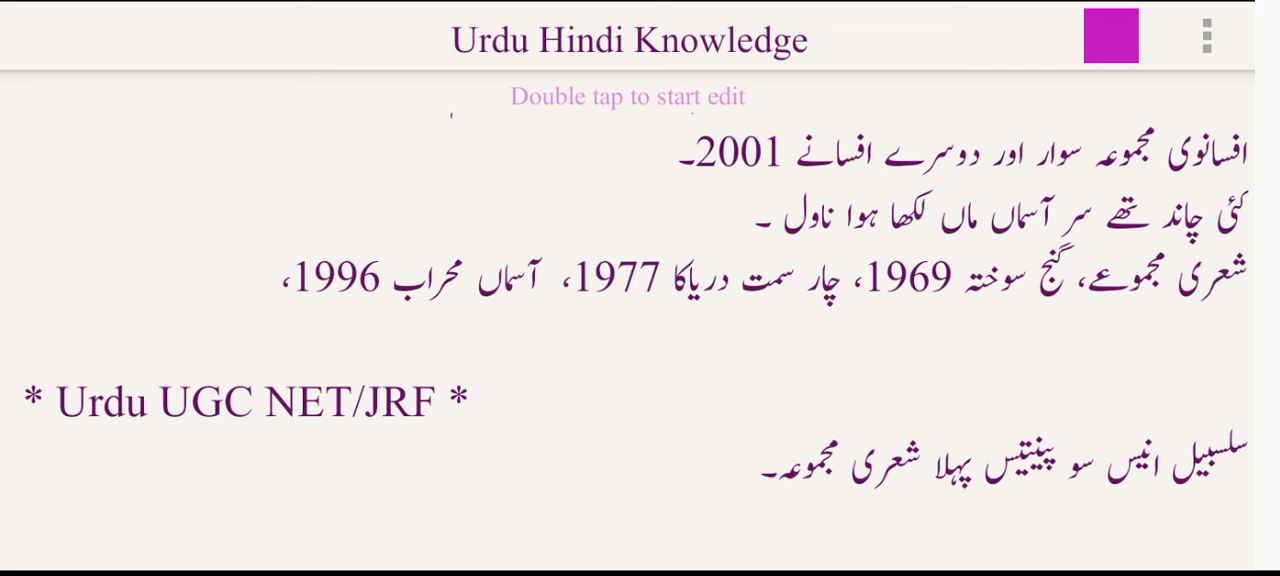 Urdu Hindi Knowledge
Double tap to start edit
افسانوی مجموعہ سوار اور دوسرے افسانے 2001۔
کئی چاند تھے سر آسماں ماں لکھا ہوا ناول ۔
شعری مجموعے، گنج سوختہ 1969، چار سمت دریاکا 1977، آسماں محراب 1996،
* Urdu UGC NET/JRF *
سلسبیل انیس سو پینتیس پہلا شعری مجموعہ۔